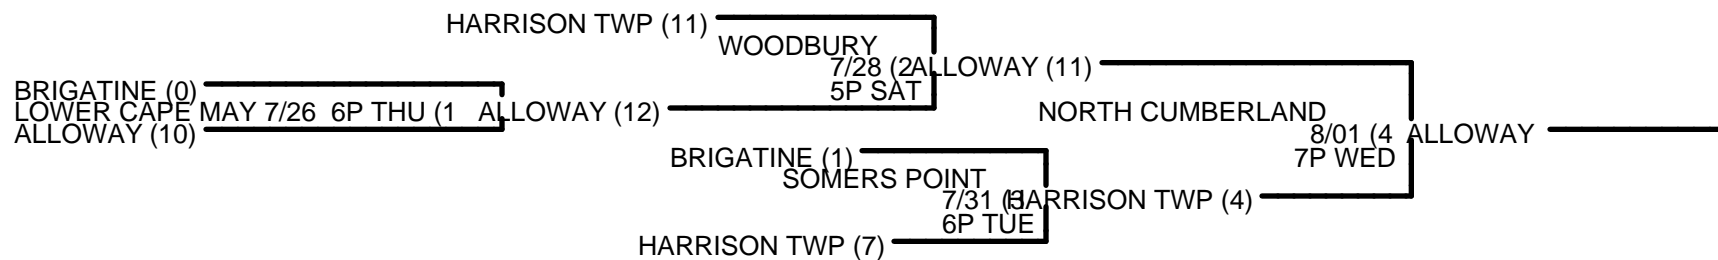 HARRISON TWP (11)
WOODBURY
7/28 (2
ALLOWAY (11)
5P SAT
BRIGATINE (0)
LOWER CAPE MAY 7/26 6P THU (1
ALLOWAY (12)
ALLOWAY (10)
NORTH CUMBERLAND
8/01 (4
ALLOWAY
7P WED
BRIGATINE (1)
SOMERS POINT
7/31 (3
HARRISON TWP (4)
6P TUE
HARRISON TWP (7)